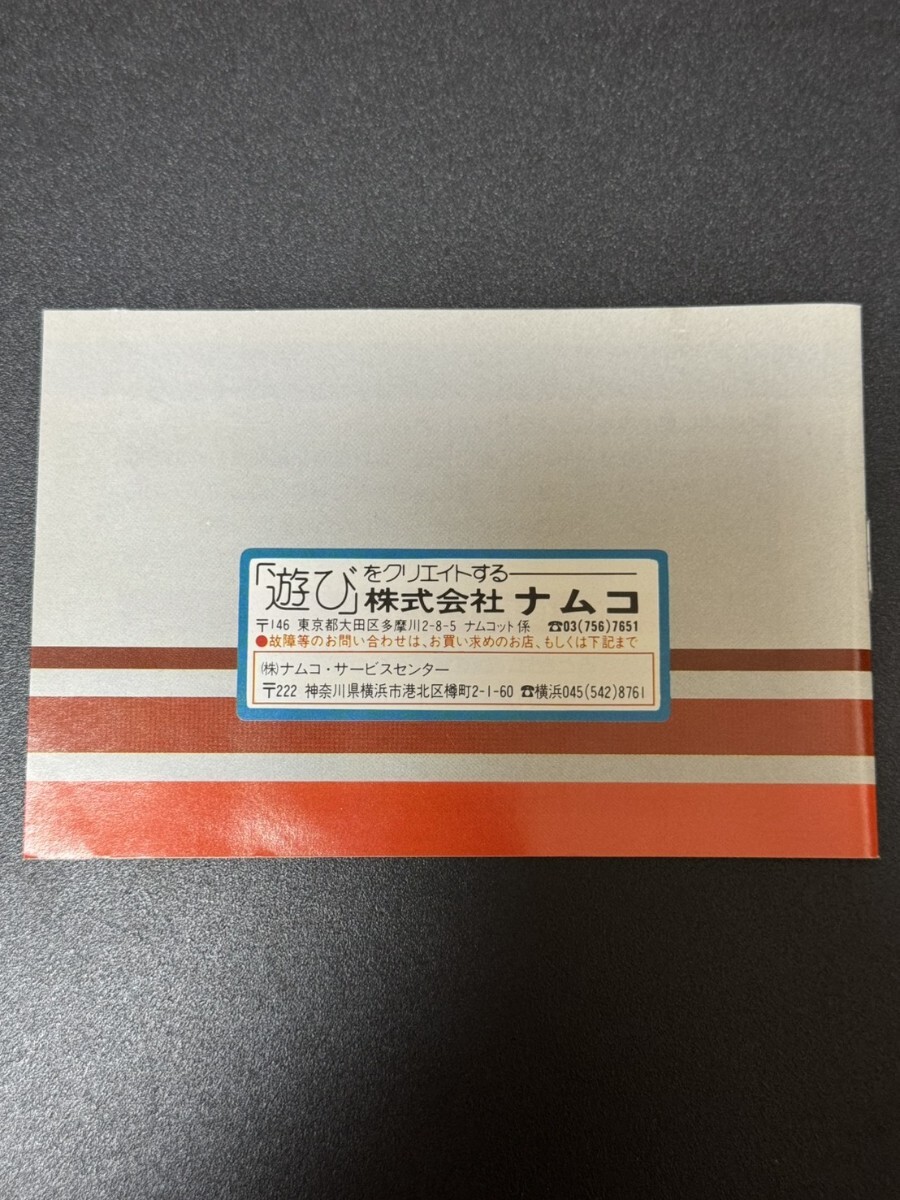 「遊び」をクリエイトする――
株式会社 ナムコ
〒146 東京都大田区多摩川2-8-5 ナムコット係 ☎03(756)7651
●故障等のお問い合わせは、お買い求めのお店、もしくは下記まで
(株)ナムコ・サービスセンター
〒222 神奈川県横浜市港北区樽町2-1-60 ☎横浜045(542)8761